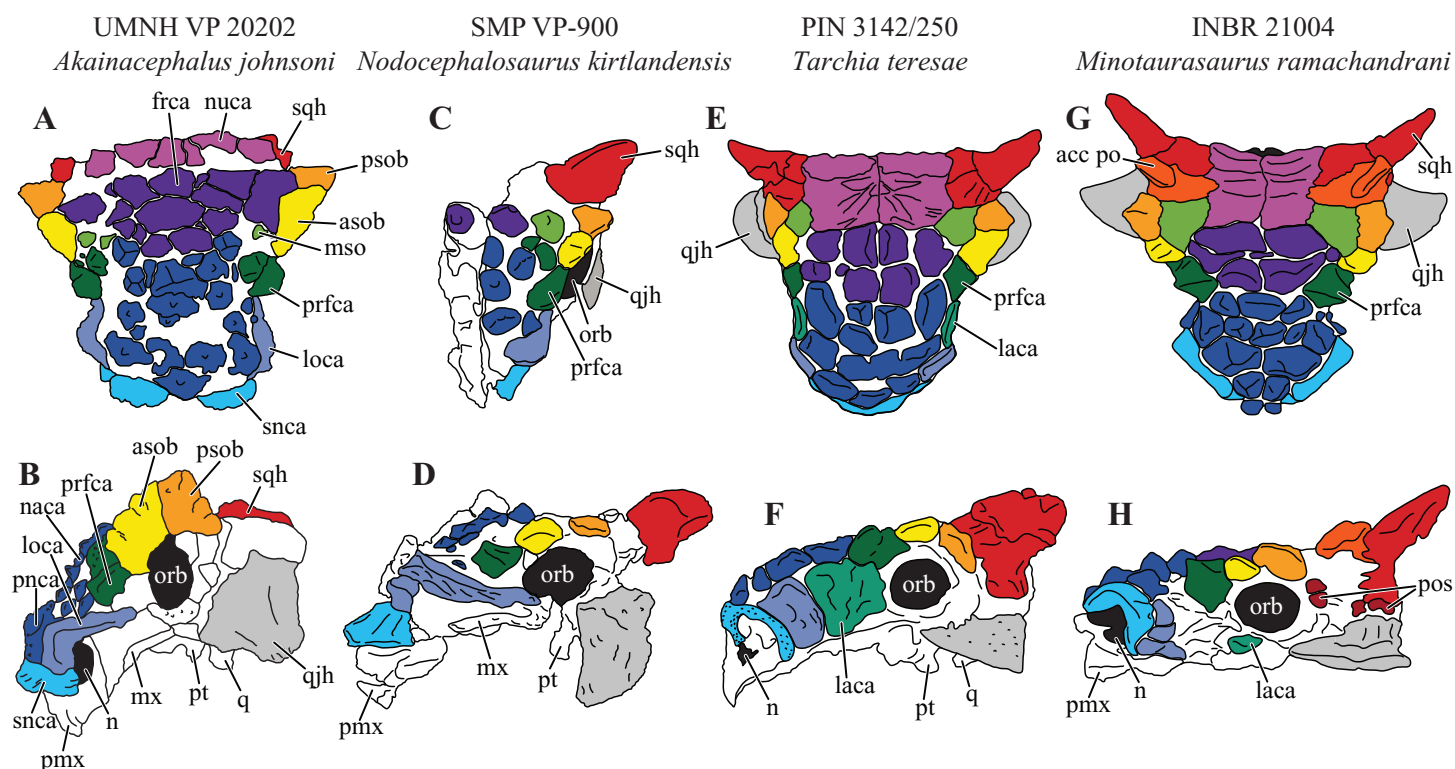 UMNH VP 20202
Akainacephalus johnsoni
SMP VP-900
Nodocephalosaurus kirtlandensis
PIN 3142/250
Tarchia teresae
INBR 21004
Minotaurasaurus ramachandrani
A
frca
nuca
sqh
psob
asob
mso
prfca
loca
snca
C
sqh
qjh
orb
prfca
E
qjh
prfca
laca
G
acc po
sqh
qjh
prfca
B
asob
psob
sqh
prfca
naca
loca
pnca
orb
snca
n
mx
pt
q
qjh
pmx
D
orb
mx
pt
pmx
F
orb
n
laca
pt
q
H
orb
pos
pmx
n
laca